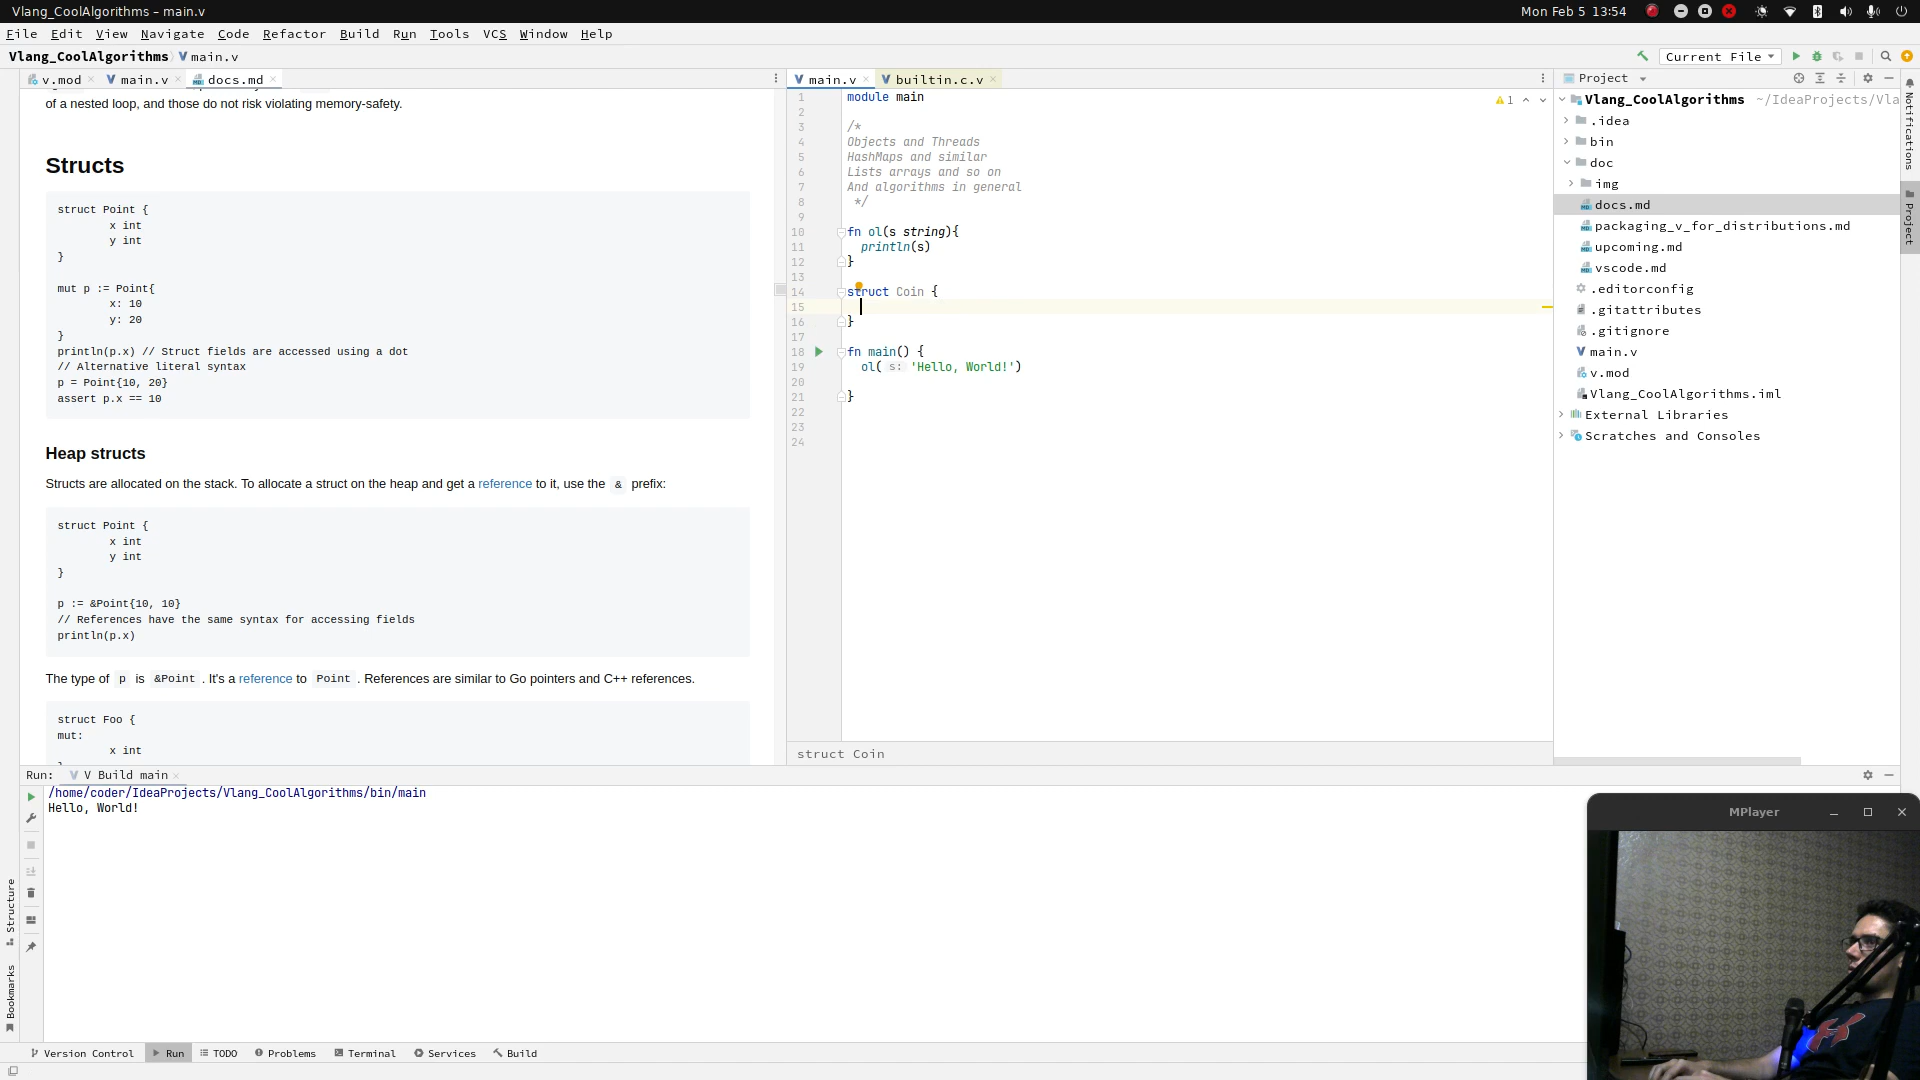 Vlang_CoolAlgorithms – main.v
Mon Feb 5 13:54
File Edit View Navigate Code Refactor Build Run Tools VCS Window Help
Vlang_CoolAlgorithms main.v
Current File
v.mod main.v docs.md
of a nested loop, and those do not risk violating memory-safety.
Structs
struct Point {
x int
y int
}
mut p := Point{
x: 10
y: 20
}
println(p.x) // Struct fields are accessed using a dot
// Alternative literal syntax
p = Point{10, 20}
assert p.x == 10
Heap structs
Structs are allocated on the stack. To allocate a struct on the heap and get a reference to it, use the & prefix:
struct Point {
x int
y int
}
p := &Point{10, 10}
// References have the same syntax for accessing fields
println(p.x)
The type of p is &Point . It's a reference to Point . References are similar to Go pointers and C++ references.
struct Foo {
mut:
x int
main.v builtin.c.v
1 module main
2
3 /*
4 Objects and Threads
5 HashMaps and similar
6 Lists arrays and so on
7 And algorithms in general
8 */
9
10 fn ol(s string){
11 println(s)
12 }
13
14 struct Coin {
15
16 }
17
18 fn main() {
19 ol( s: 'Hello, World!')
20
21 }
22
23
24
1
struct Coin
Project
Vlang_CoolAlgorithms ~/IdeaProjects/Vla
.idea
bin
doc
img
docs.md
packaging_v_for_distributions.md
upcoming.md
vscode.md
.editorconfig
.gitattributes
.gitignore
main.v
v.mod
Vlang_CoolAlgorithms.iml
External Libraries
Scratches and Consoles
Notifications
Project
Run: V Build main
/home/coder/IdeaProjects/Vlang_CoolAlgorithms/bin/main
Hello, World!
Structure
Bookmarks
MPlayer
Version Control Run TODO Problems Terminal Services Build